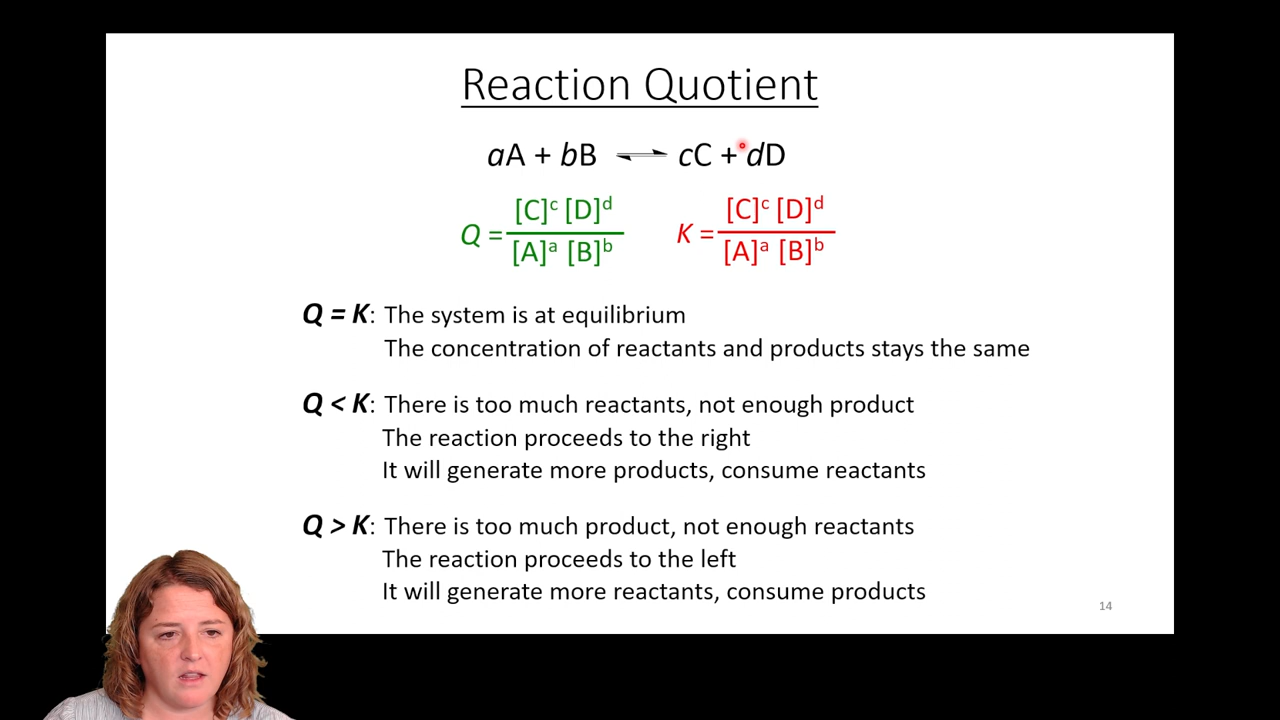 Reaction Quotient
aA + bB ⇌ cC + dD
Q = [C]ᶜ [D]ᵈ / [A]ᵃ [B]ᵇ K = [C]ᶜ [D]ᵈ / [A]ᵃ [B]ᵇ
Q = K: The system is at equilibrium
The concentration of reactants and products stays the same
Q < K: There is too much reactants, not enough product
The reaction proceeds to the right
It will generate more products, consume reactants
Q > K: There is too much product, not enough reactants
The reaction proceeds to the left
It will generate more reactants, consume products
14